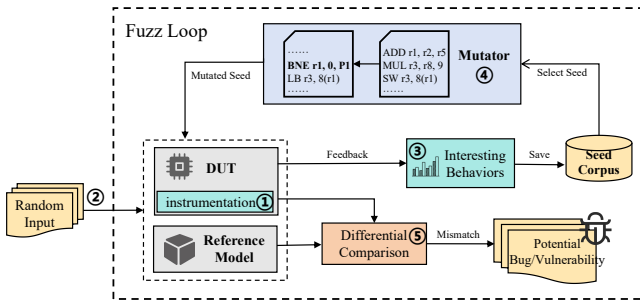 Fuzz Loop
......
BNE r1, 0, P1
LB r3, 8(r1)
ADD r1, r2, r5
MUL r3, r8, 9
SW r3, 8(r1)
......
Mutator
④
Mutated Seed
Select Seed
DUT
instrumentation ①
Feedback
③
Interesting
Behaviors
Save
Seed
Corpus
②
Random
Input
Reference
Model
Differential
Comparison
⑤
Mismatch
Potential
Bug/Vulnerability